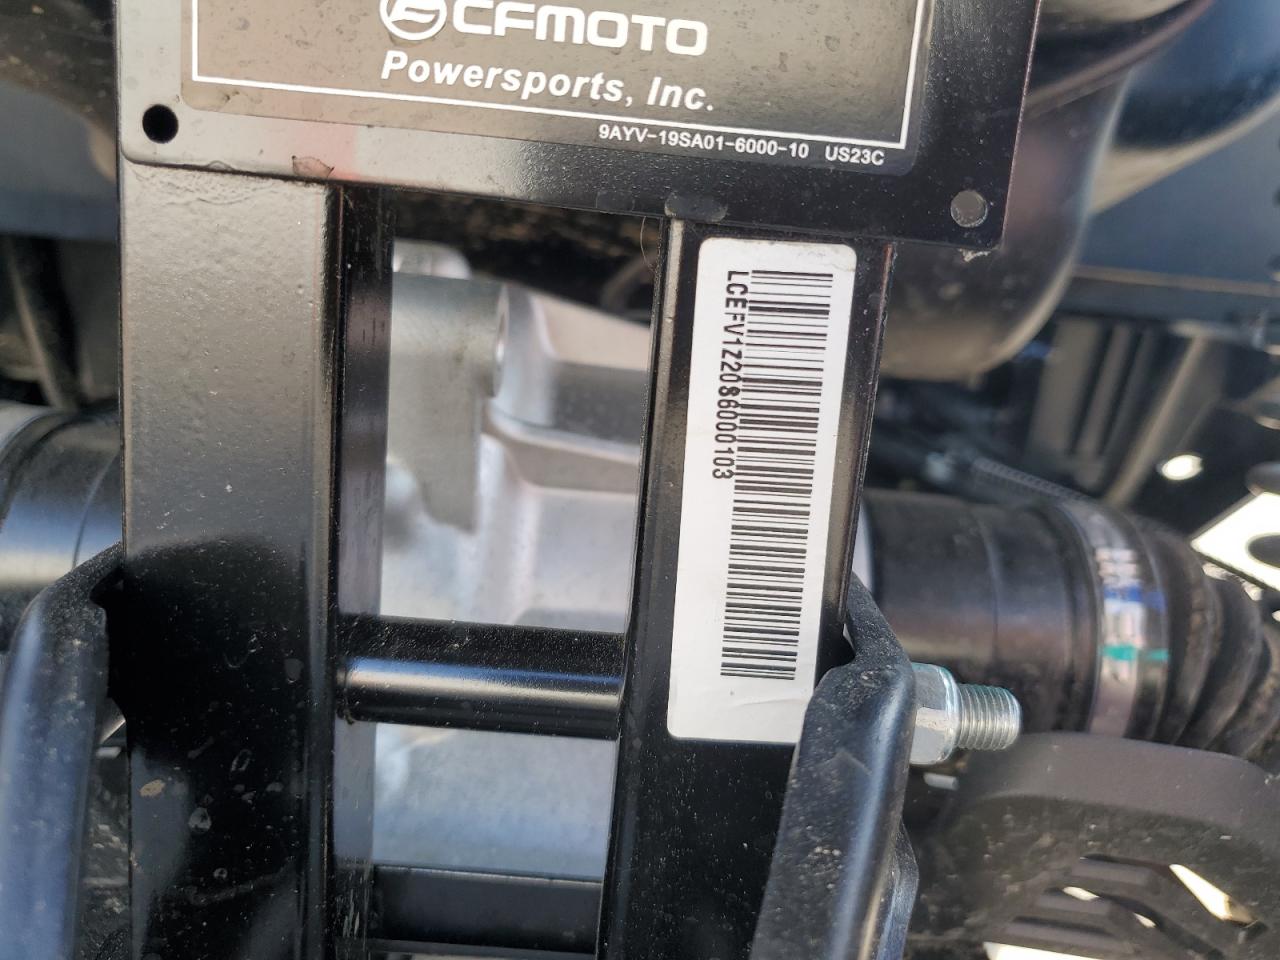 CFMOTO
Powersports, Inc.
9AYV-19SA01-6000-10 US23C
LCEFV1Z20S6000103